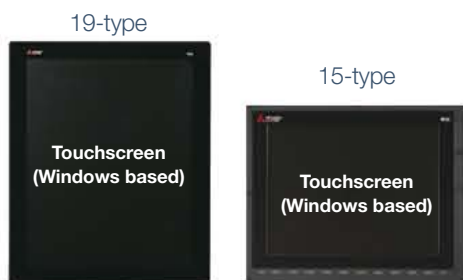 19-type
15-type
Touchscreen
(Windows based)
Touchscreen
(Windows based)